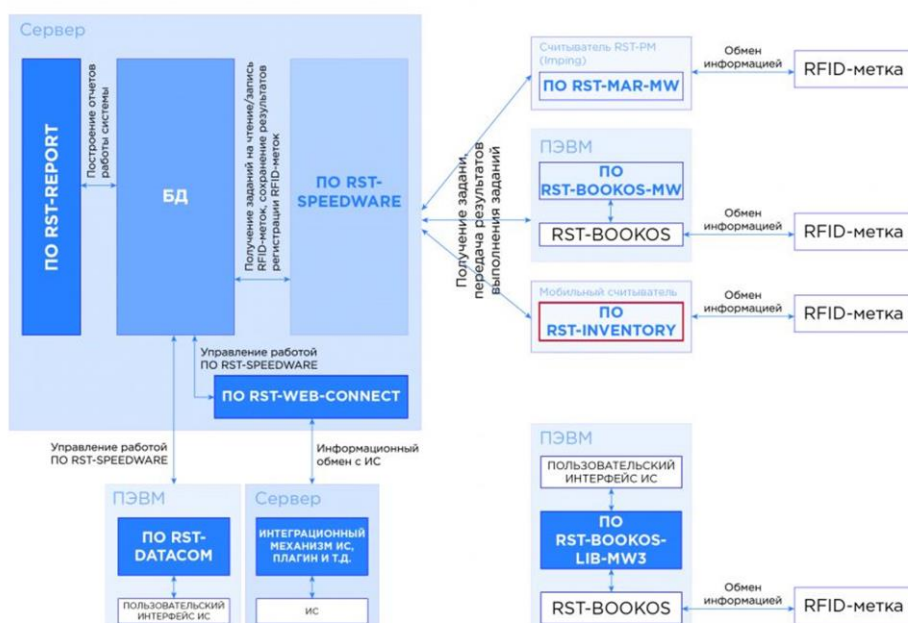 Сервер
ПО RST-REPORT
Построение отчетов
работы системы
БД
Получение заданий на чтение/запись
RFID-меток, сохранение результатов
регистрации RFID-меток
ПО RST-
SPEEDWARE
Управление работой
ПО RST-SPEEDWARE
ПО RST-WEB-CONNECT
Получение задани,
передача результатов
выполнения заданий
Считыватель RST-PM
(Imping)
ПО RST-MAR-MW
Обмен
информацией
RFID-метка
ПЭВМ
ПО
RST-BOOKOS-MW
RST-BOOKOS
Обмен
информацией
RFID-метка
Мобильный считыватель
ПО
RST-INVENTORY
Обмен
информацией
RFID-метка
Управление работой
ПО RST-SPEEDWARE
Информационный
обмен с ИС
ПЭВМ
ПО RST-
DATACOM
ПОЛЬЗОВАТЕЛЬСКИЙ
ИНТЕРФЕЙС ИС
Сервер
ИНТЕГРАЦИОННЫЙ
МЕХАНИЗМ ИС,
ПЛАГИН И Т.Д.
ИС
ПЭВМ
ПОЛЬЗОВАТЕЛЬСКИЙ
ИНТЕРФЕЙС ИС
ПО
RST-BOOKOS-
LIB-MW3
RST-BOOKOS
Обмен
информацией
RFID-метка